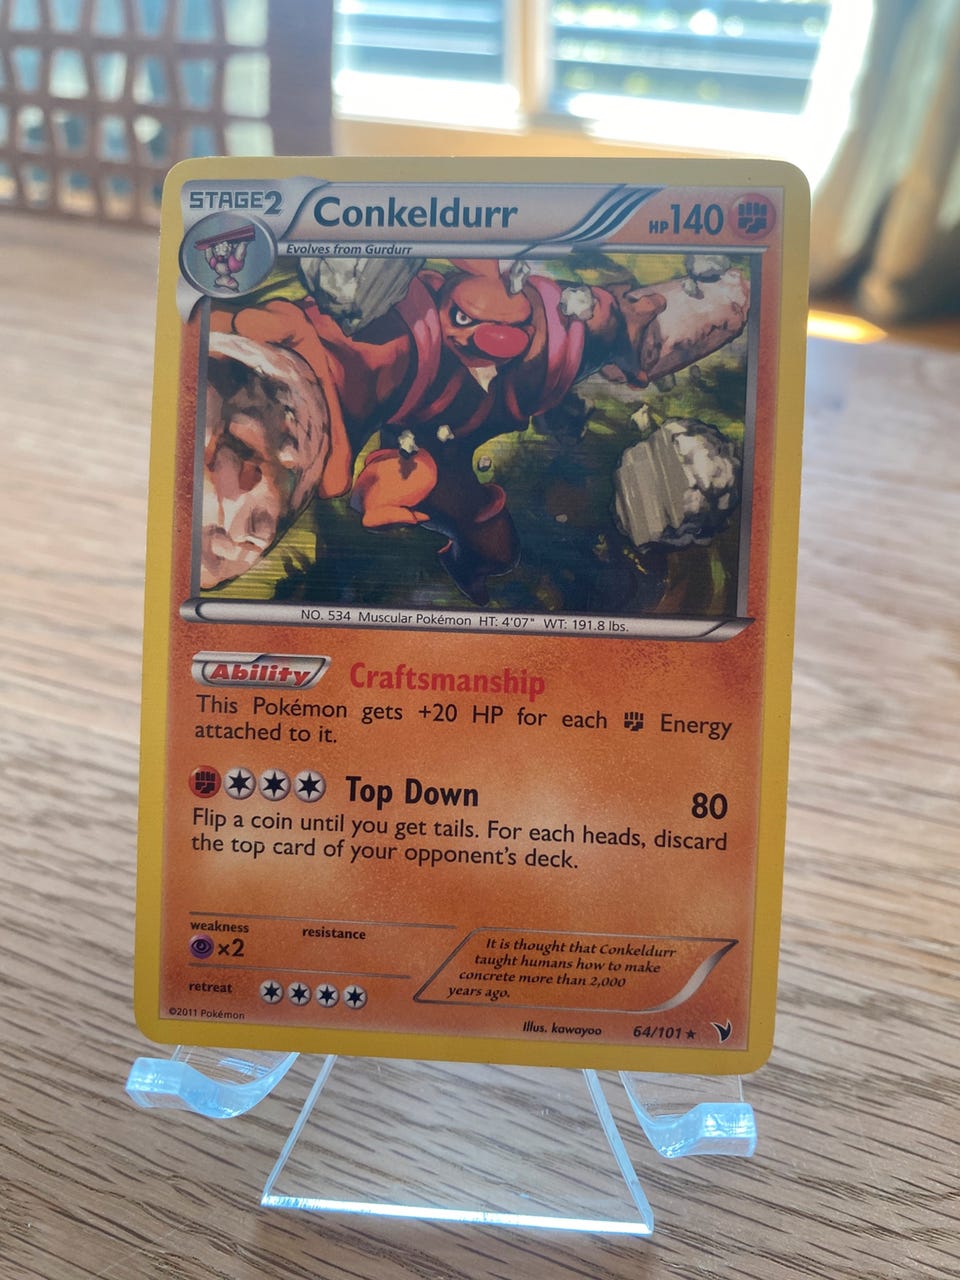 STAGE2 Conkeldurr HP140
Evolves from Gurdurr
NO. 534 Muscular Pokémon HT: 4'07" WT: 191.8 lbs.
Ability Craftsmanship
This Pokémon gets +20 HP for each Energy
attached to it.
Top Down 80
Flip a coin until you get tails. For each heads, discard
the top card of your opponent's deck.
weakness resistance
×2
retreat
It is thought that Conkeldurr
taught humans how to make
concrete more than 2,000
years ago.
©2011 Pokémon
Illus. kawayoo 64/101 ★